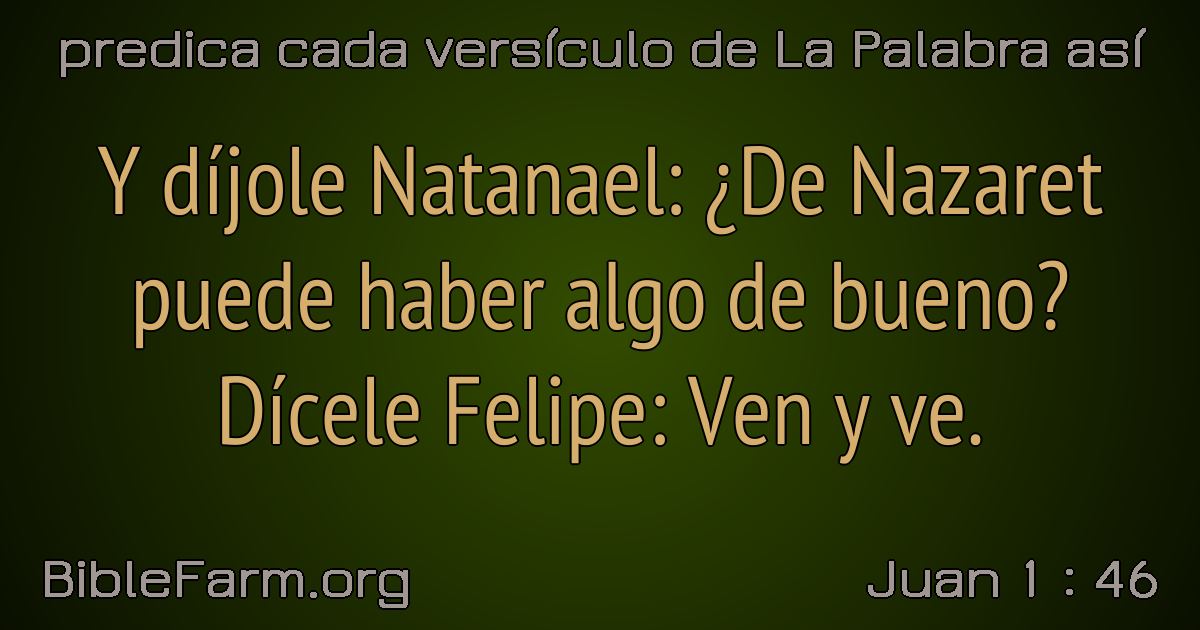 predica cada versículo de La Palabra así
Y díjole Natanael: ¿De Nazaret
puede haber algo de bueno?
Dícele Felipe: Ven y ve.
BibleFarm.org
Juan 1 : 46